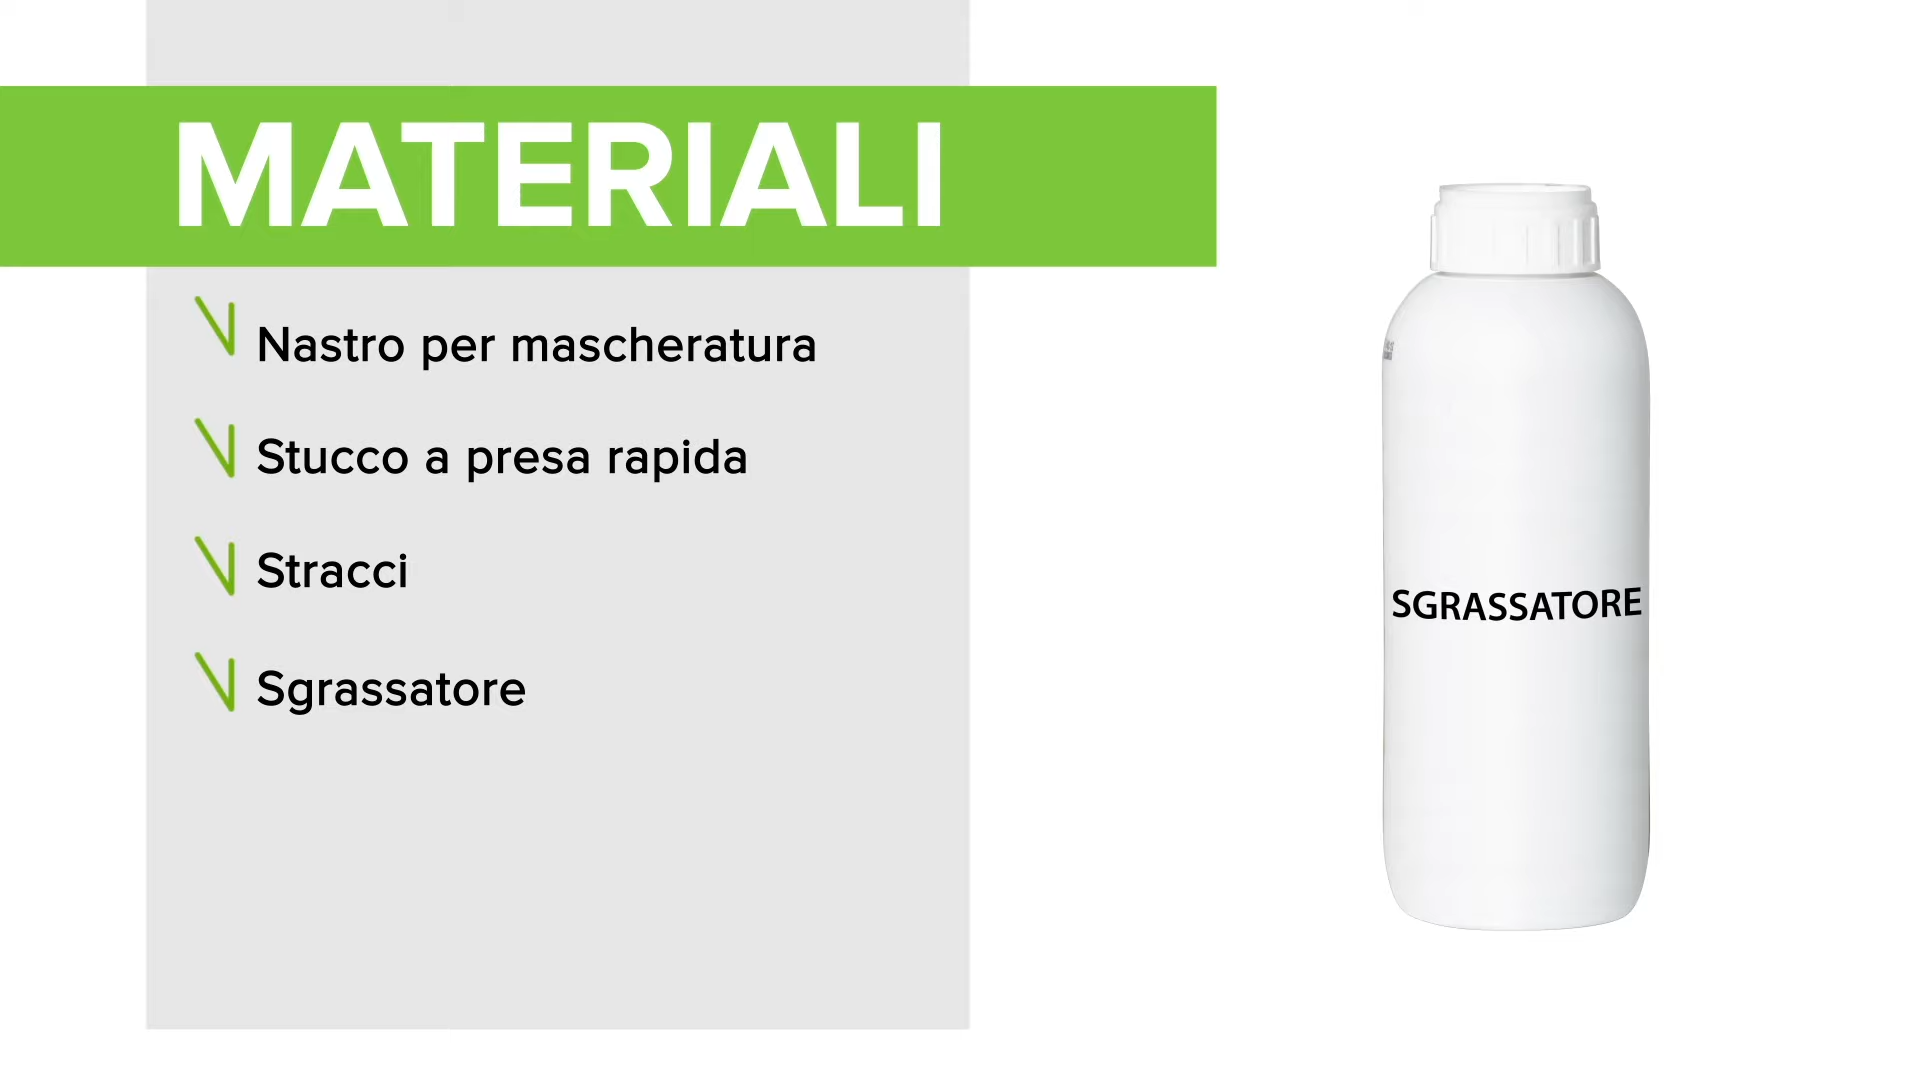 MATERIALI
Nastro per mascheratura
Stucco a presa rapida
Stracci
Sgrassatore
SGRASSATORE